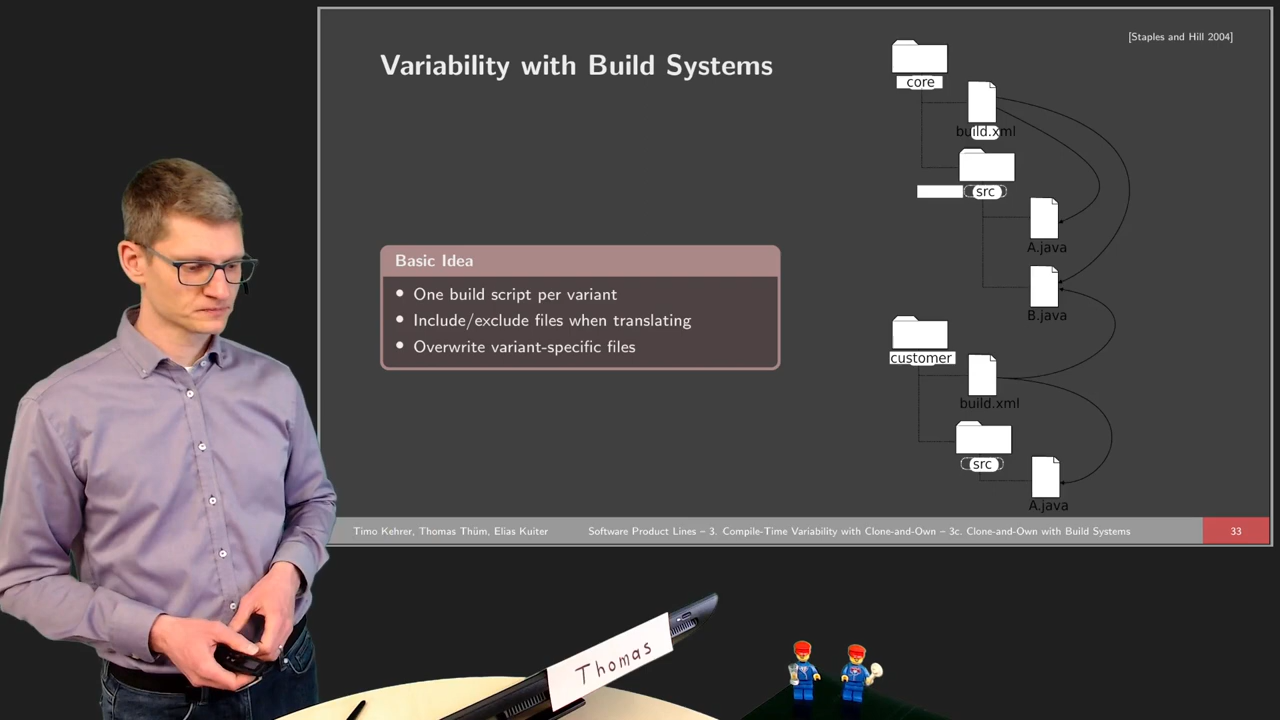 [Staples and Hill 2004]
Variability with Build Systems
core
build.xml
src
A.java
B.java
customer
build.xml
src
A.java
Basic Idea
One build script per variant
Include/exclude files when translating
Overwrite variant-specific files
Timo Kehrer, Thomas Thüm, Elias Kuiter
Software Product Lines – 3. Compile-Time Variability with Clone-and-Own – 3c. Clone-and-Own with Build Systems
33
Thomas